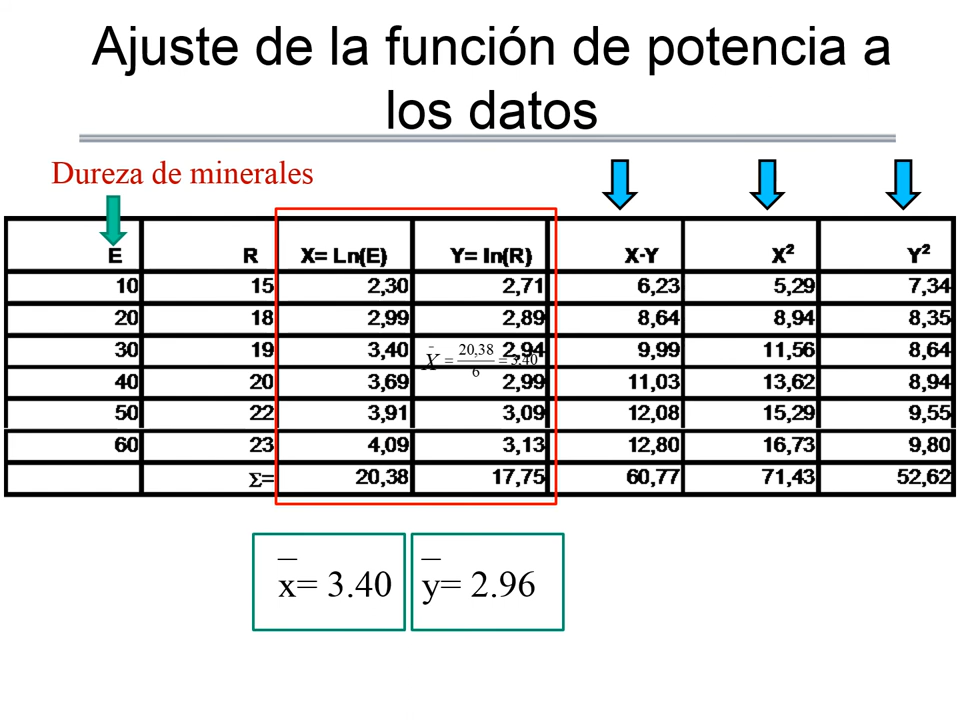 Ajuste de la función de potencia a
los datos
Dureza de minerales
E R X= Ln(E) Y= ln(R) X-Y X² Y²
10 15 2,30 2,71 6,23 5,29 7,34
20 18 2,99 2,89 8,64 8,94 8,35
30 19 3,40 2,94 9,99 11,56 8,64
X̄ = 20,38 / 6 = 3,40
40 20 3,69 2,99 11,03 13,62 8,94
50 22 3,91 3,09 12,08 15,29 9,55
60 23 4,09 3,13 12,80 16,73 9,80
Σ= 20,38 17,75 60,77 71,43 52,62
x̄= 3.40 ȳ= 2.96